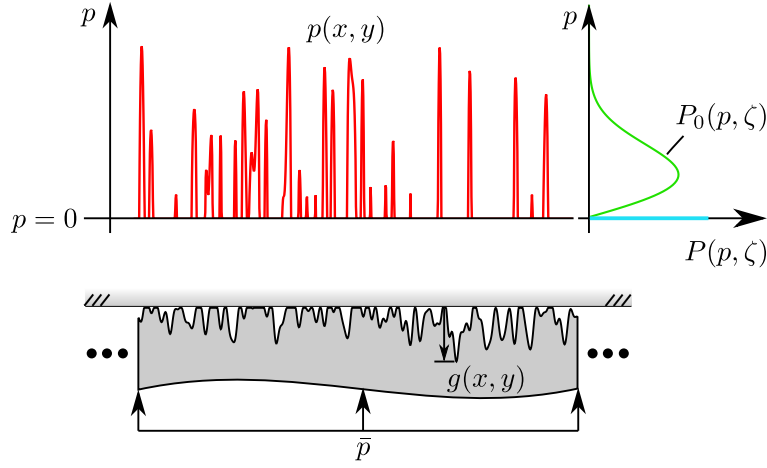 p
p(x, y)
p
P₀(p, ζ)
p = 0
P(p, ζ)
g(x, y)
p̄